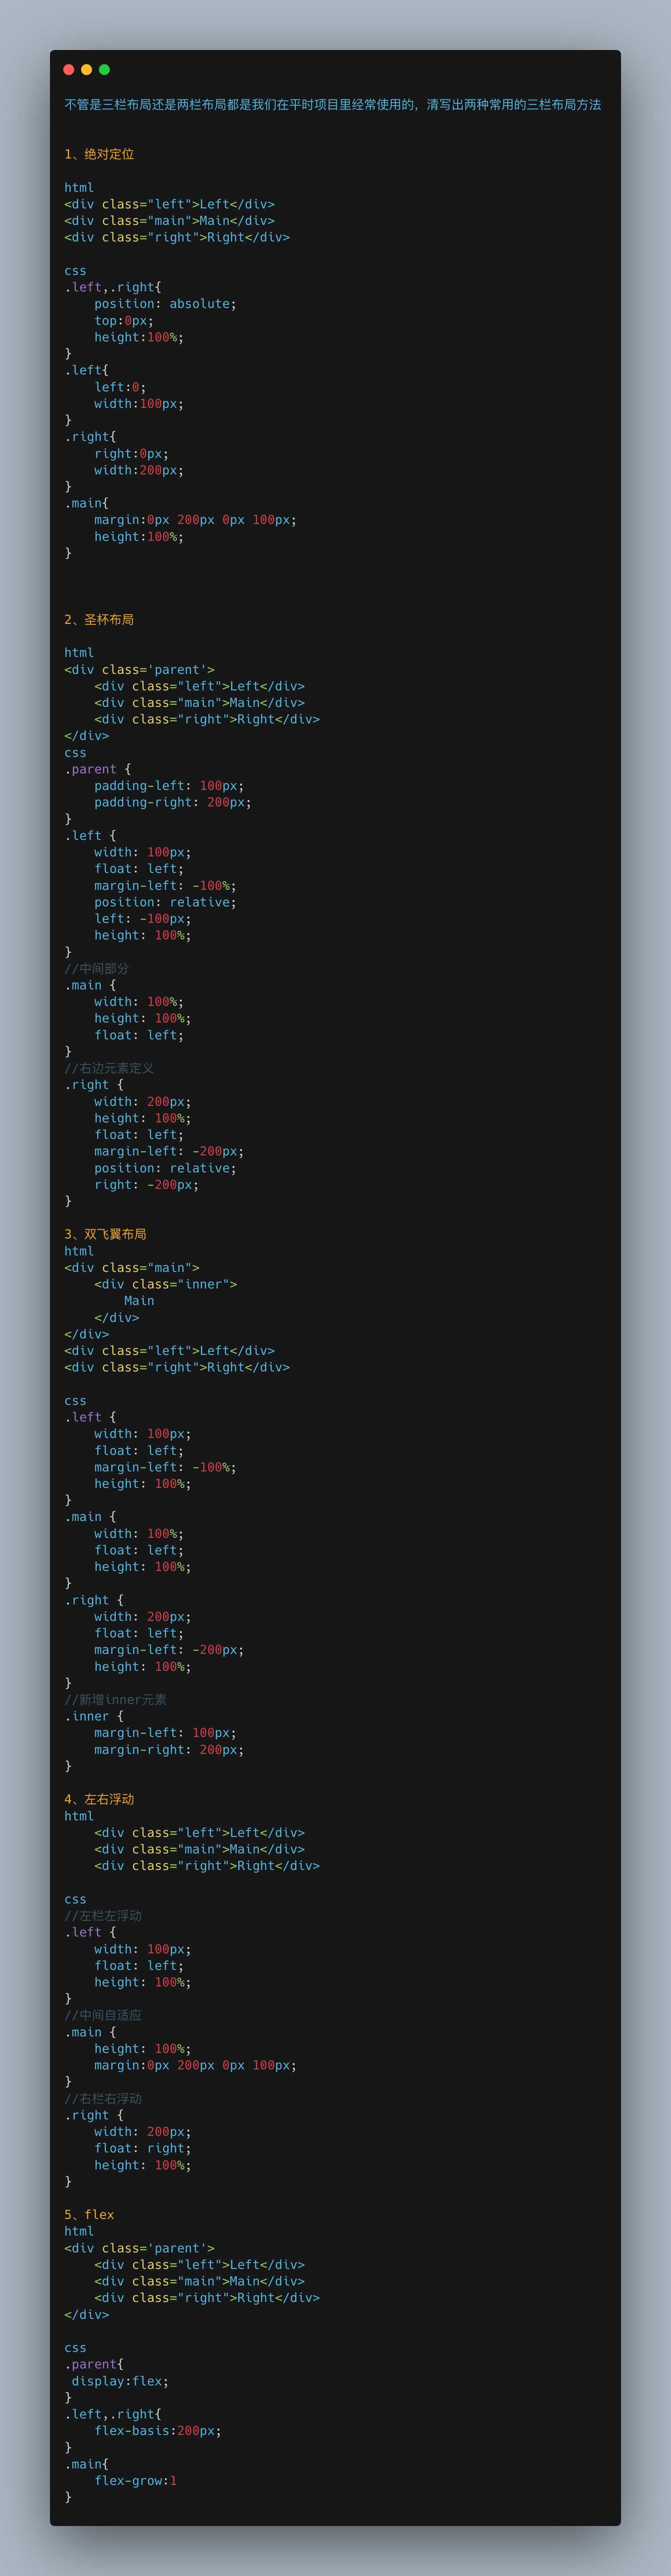 不管是三栏布局还是两栏布局都是我们在平时项目里经常使用的，清写出两种常用的三栏布局方法
1、绝对定位
html
<div class="left">Left</div>
<div class="main">Main</div>
<div class="right">Right</div>
css
.left,.right{
    position: absolute;
    top:0px;
    height:100%;
}
.left{
    left:0;
    width:100px;
}
.right{
    right:0px;
    width:200px;
}
.main{
    margin:0px 200px 0px 100px;
    height:100%;
}
2、圣杯布局
html
<div class='parent'>
    <div class="left">Left</div>
    <div class="main">Main</div>
    <div class="right">Right</div>
</div>
css
.parent {
    padding-left: 100px;
    padding-right: 200px;
}
.left {
    width: 100px;
    float: left;
    margin-left: -100%;
    position: relative;
    left: -100px;
    height: 100%;
}
//中间部分
.main {
    width: 100%;
    height: 100%;
    float: left;
}
//右边元素定义
.right {
    width: 200px;
    height: 100%;
    float: left;
    margin-left: -200px;
    position: relative;
    right: -200px;
}
3、双飞翼布局
html
<div class="main">
    <div class="inner">
        Main
    </div>
</div>
<div class="left">Left</div>
<div class="right">Right</div>
css
.left {
    width: 100px;
    float: left;
    margin-left: -100%;
    height: 100%;
}
.main {
    width: 100%;
    float: left;
    height: 100%;
}
.right {
    width: 200px;
    float: left;
    margin-left: -200px;
    height: 100%;
}
//新增inner元素
.inner {
    margin-left: 100px;
    margin-right: 200px;
}
4、左右浮动
html
    <div class="left">Left</div>
    <div class="main">Main</div>
    <div class="right">Right</div>
css
//左栏左浮动
.left {
    width: 100px;
    float: left;
    height: 100%;
}
//中间自适应
.main {
    height: 100%;
    margin:0px 200px 0px 100px;
}
//右栏右浮动
.right {
    width: 200px;
    float: right;
    height: 100%;
}
5、flex
html
<div class='parent'>
    <div class="left">Left</div>
    <div class="main">Main</div>
    <div class="right">Right</div>
</div>
css
.parent{
 display:flex;
}
.left,.right{
    flex-basis:200px;
}
.main{
    flex-grow:1
}